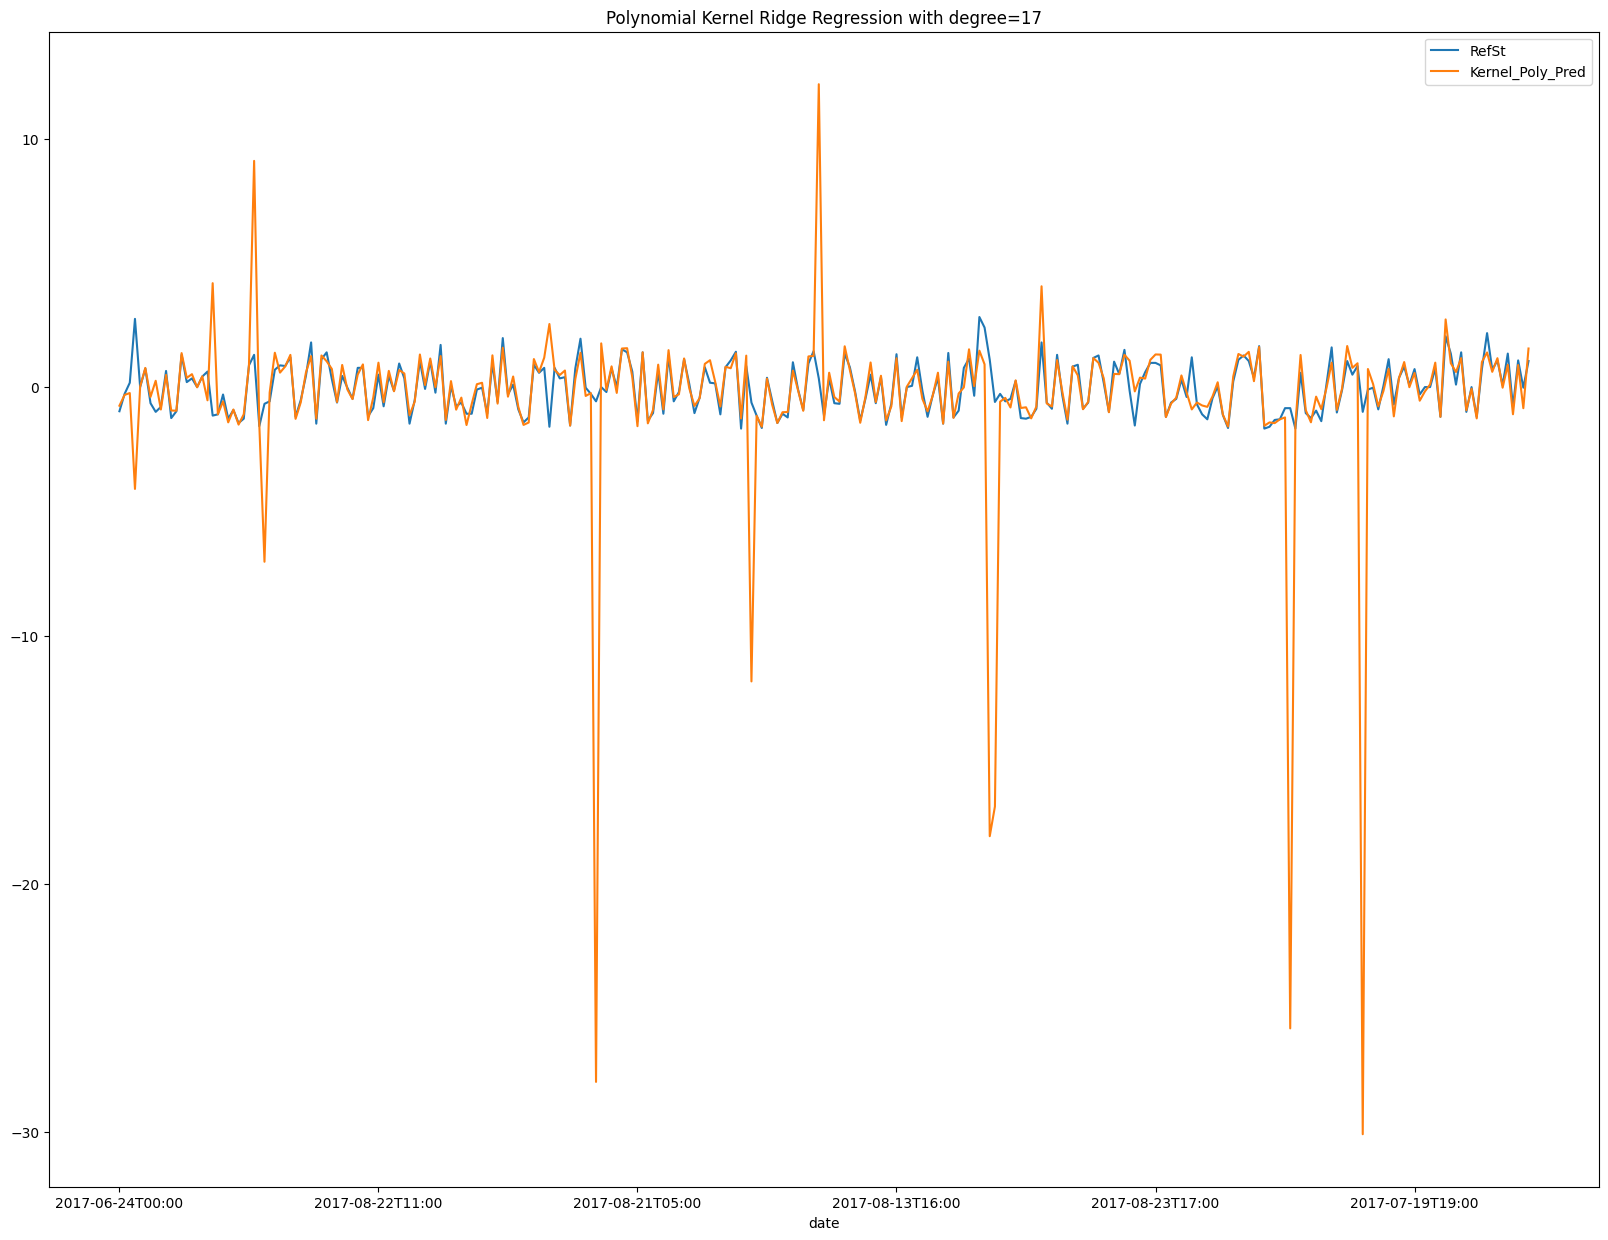 Polynomial Kernel Ridge Regression with degree=17
RefSt
Kernel_Poly_Pred
10
0
−10
−20
−30
2017-06-24T00:00
2017-08-22T11:00
2017-08-21T05:00
2017-08-13T16:00
2017-08-23T17:00
2017-07-19T19:00
date